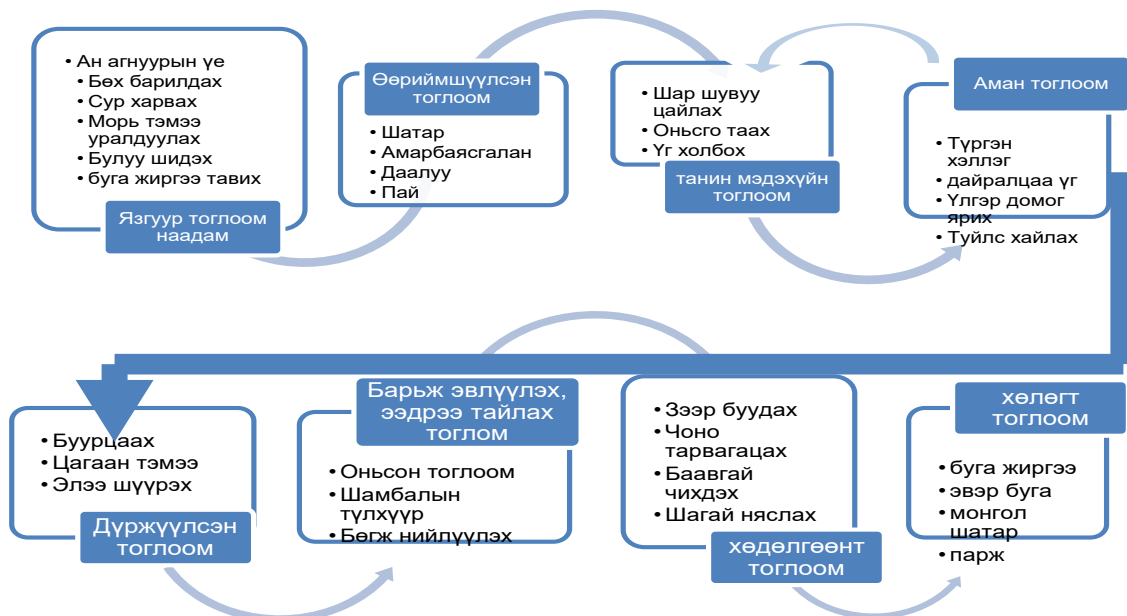 • Ан агнуурын үе
• Бөх барилдах
• Сур харвах
• Морь тэмээ
уралдуулах
• Булуу шидэх
• буга жиргээ тавих
Язгуур тоглоом
наадам
Өөриймшүүлсэн
тоглоом
• Шатар
• Амарбаясгалан
• Даалуу
• Пай
• Шар шувуу
цайлах
• Оньсго таах
• Үг холбох
танин мэдэхүйн
тоглоом
Аман тоглоом
• Түргэн
хэллэг
• дайралцаа үг
• Үлгэр домог
ярих
• Туйлс хайлах
• Буурцаах
• Цагаан тэмээ
• Элээ шүүрэх
Дүржүүлсэн
тоглоом
Барьж эвлүүлэх,
ээдрээ тайлах
тоглом
• Оньсон тоглоом
• Шамбалын
түлхүүр
• Бөгж нийлүүлэх
• Зээр буудах
• Чоно
тарвагацах
• Баавгай
чихдэх
• Шагай няслах
хөдөлгөөнт
тоглоом
хөлөгт
тоглоом
• буга жиргээ
• эвэр буга
• монгол
шатар
• парж